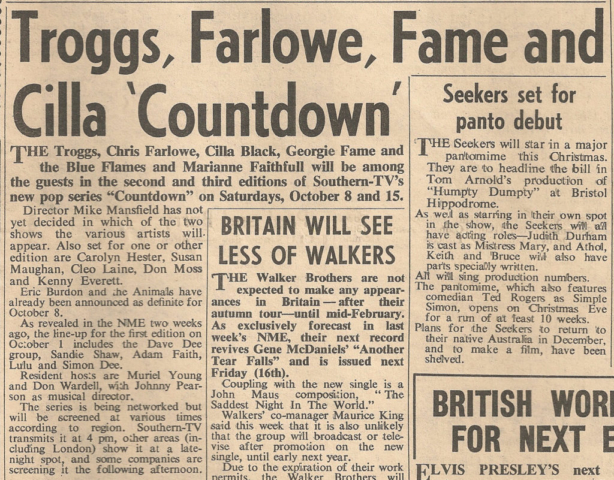 Troggs, Farlowe, Fame and
Cilla 'Countdown'
THE Troggs, Chris Farlowe, Cilla Black, Georgie Fame and
the Blue Flames and Marianne Faithfull will be among
the guests in the second and third editions of Southern-TV's
new pop series "Countdown" on Saturdays, October 8 and 15.
Director Mike Mansfield has not
yet decided in which of the two
shows the various artists will
appear. Also set for one or other
edition are Carolyn Hester, Susan
Maughan, Cleo Laine, Don Moss
and Kenny Everett.
Eric Burdon and the Animals have
already been announced as definite for
October 8.
As revealed in the NME two weeks
ago, the line-up for the first edition on
October 1 includes the Dave Dee
group, Sandie Shaw, Adam Faith,
Lulu and Simon Dee.
Resident hosts are Muriel Young
and Don Wardell, with Johnny Pear-
son as musical director.
The series is being networked but
will be screened at various times
according to region. Southern-TV
transmits it at 4 pm, other areas (in-
cluding London) show it at a late-
night spot, and some companies are
screening it the following afternoon.
BRITAIN WILL SEE
LESS OF WALKERS
THE Walker Brothers are not
expected to make any appear-
ances in Britain — after their
autumn tour — until mid-February.
As exclusively forecast in last
week's NME, their next record
revives Gene McDaniels' "Another
Tear Falls" and is issued next
Friday (16th).
Coupling with the new single is a
John Maus composition, "The
Saddest Night In The World."
Walkers' co-manager Maurice King
said this week that it is also unlikely
that the group will broadcast or tele-
vise after promotion on the new
single, until early next year.
Due to the expiration of their work
permits, the Walker Brothers will
Seekers set for
panto debut
THE Seekers will star in a major
pantomime this Christmas.
They are to headline the bill in
Tom Arnold's production of
"Humpty Dumpty" at Bristol
Hippodrome.
As well as starring in their own spot
in the show, the Seekers will all
have acting roles—Judith Durham
is cast as Mistress Mary, and Athol,
Keith and Bruce will also have
parts specially written.
All will sing production numbers.
The pantomime, which also features
comedian Ted Rogers as Simple
Simon, opens on Christmas Eve
for a run of at least 10 weeks.
Plans for the Seekers to return to
their native Australia in December,
and to make a film, have been
shelved.
BRITISH WOR
FOR NEXT E
ELVIS PRESLEY'S next